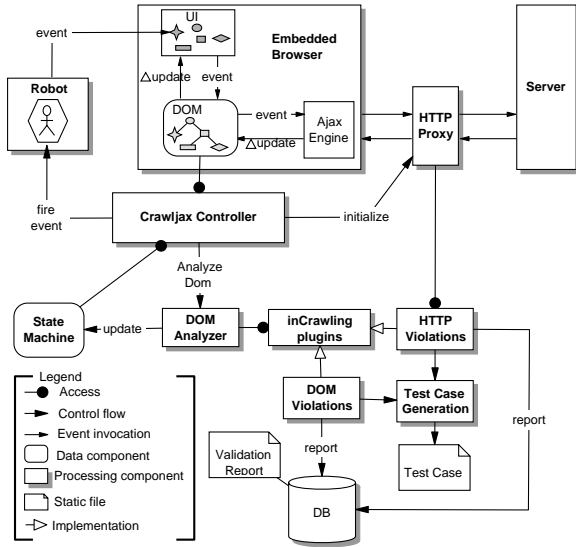 UI
event
Embedded
Browser
Robot
△update
event
DOM
event
△update
Ajax
Engine
HTTP
Proxy
Server
fire
event
Crawljax Controller
initialize
Analyze
Dom
State
Machine
update
DOM
Analyzer
inCrawling
plugins
HTTP
Violations
Legend
Access
Control flow
Event invocation
Data component
Processing component
Static file
Implementation
DOM
Violations
Test Case
Generation
report
report
Validation
Report
Test Case
DB